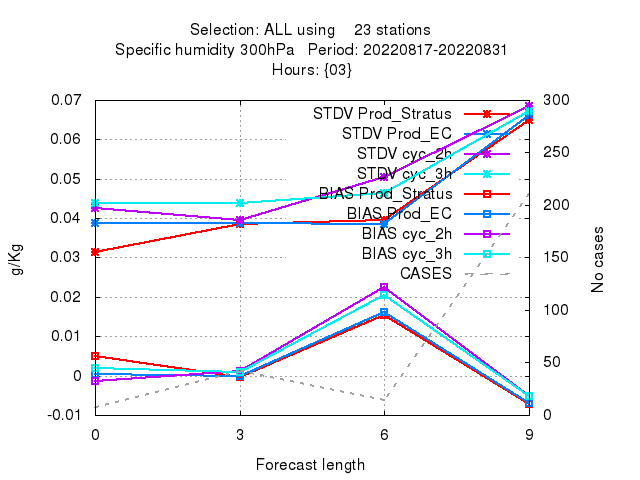 Selection: ALL using    23 stations
Specific humidity 300hPa   Period: 20220817-20220831
Hours: {03}
0.07
0.06
0.05
0.04
0.03
0.02
0.01
0
-0.01
300
250
200
150
100
50
0
STDV Prod_Stratus
STDV Prod_EC
STDV cyc_2h
STDV cyc_3h
BIAS Prod_Stratus
BIAS Prod_EC
BIAS cyc_2h
BIAS cyc_3h
CASES
g/Kg
No cases
0 3 6 9
Forecast length